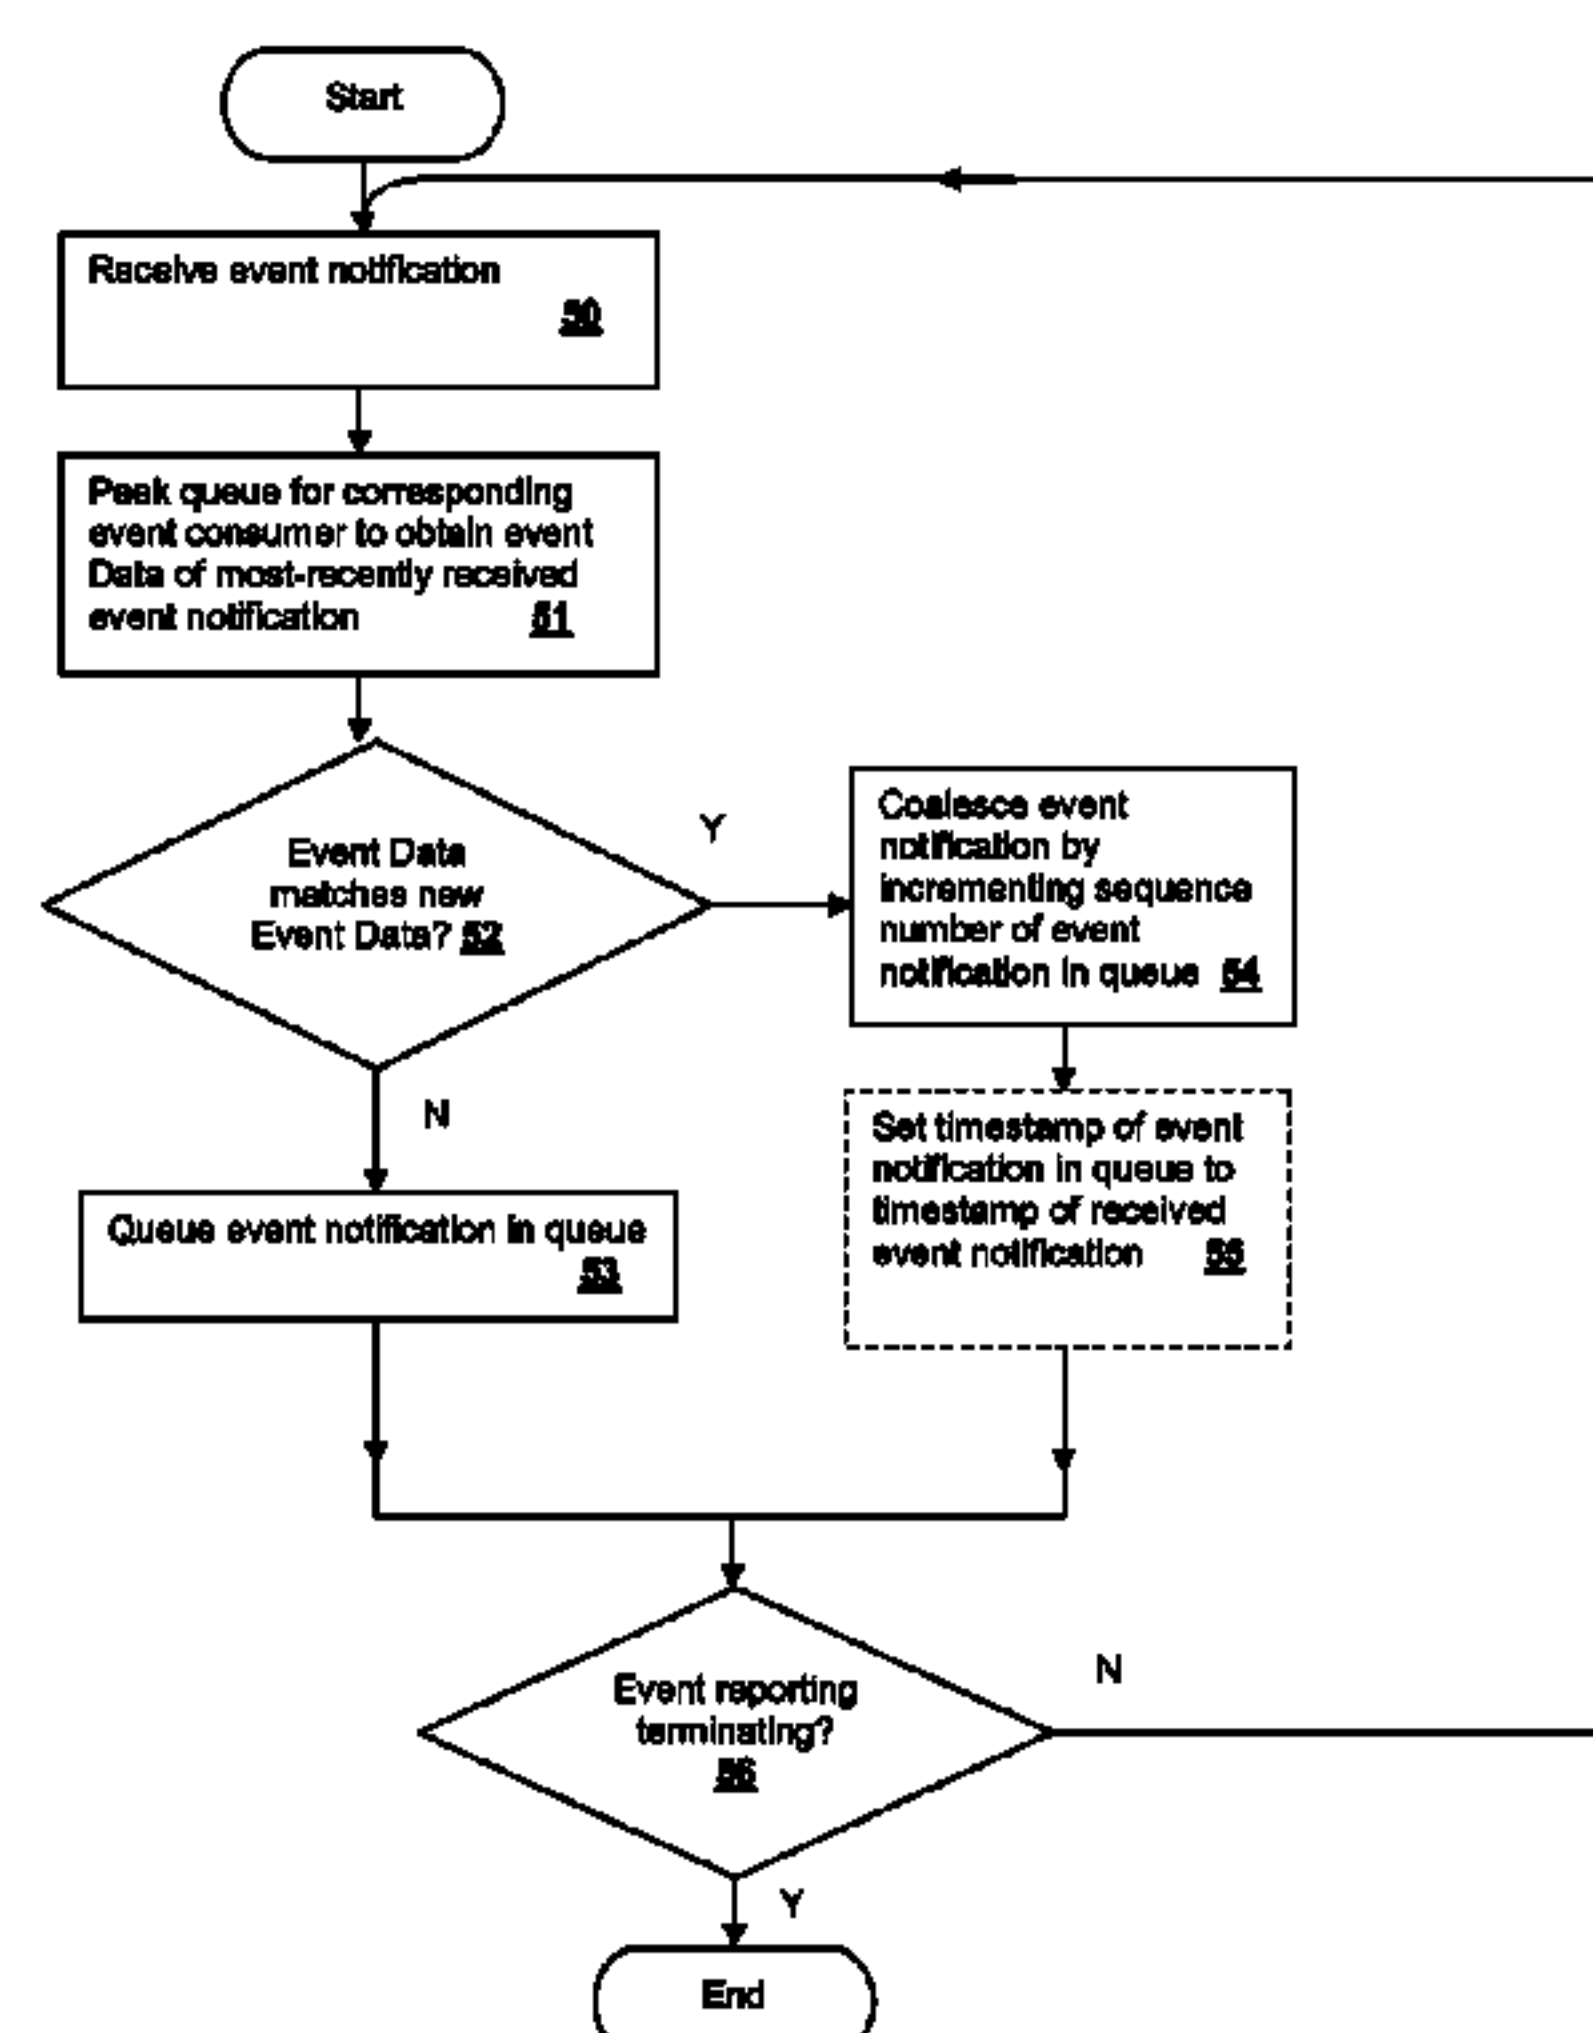 Start
Receive event notification
50
Peak queue for corresponding
event consumer to obtain event
Data of most-recently received
event notification 51
Event Data
matches new
Event Data? 52
Y
Coalesce event
notification by
incrementing sequence
number of event
notification in queue 54
N
Set timestamp of event
notification in queue to
timestamp of received
event notification 55
Queue event notification in queue
53
Event reporting
terminating?
56
N
Y
End